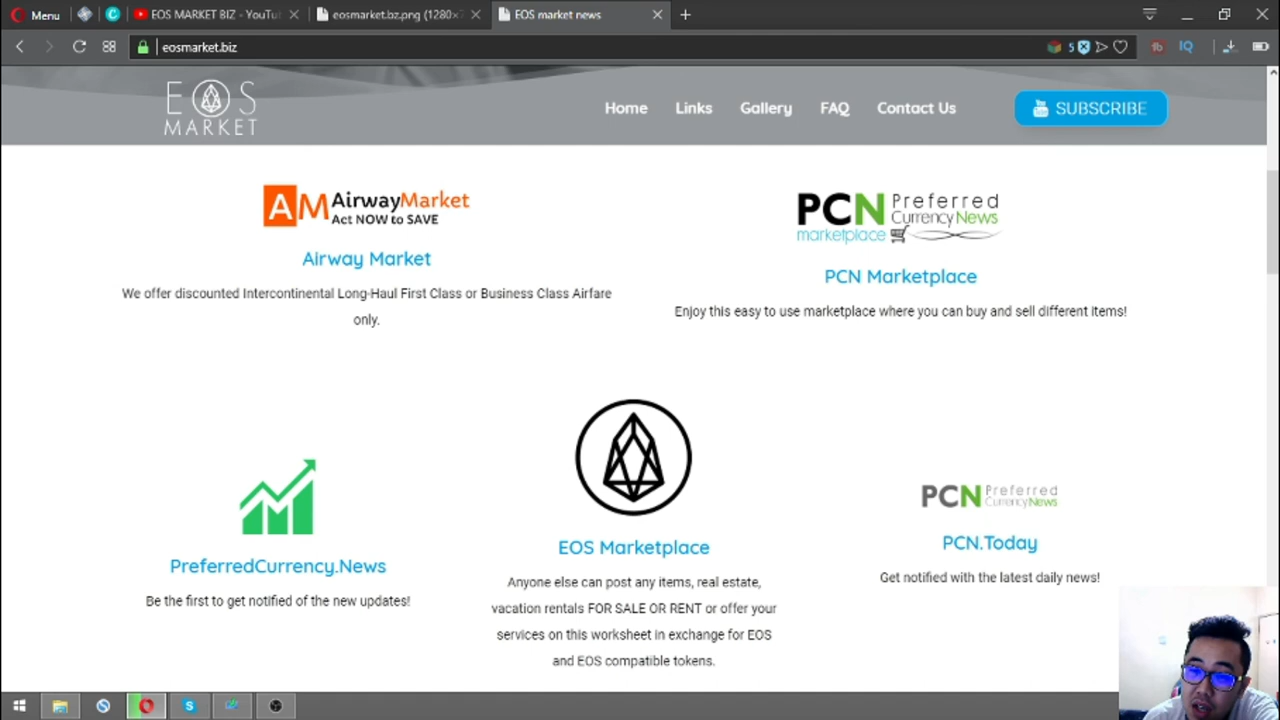 Menu
EOS MARKET BIZ - YouTu
eosmarket.bz.png (1280×7
EOS market news
eosmarket.biz
5
IQ
EOS
MARKET
Home
Links
Gallery
FAQ
Contact Us
SUBSCRIBE
AM AirwayMarket
Act NOW to SAVE
Airway Market
We offer discounted Intercontinental Long-Haul First Class or Business Class Airfare
only.
PCN Preferred
Currency News
marketplace
PCN Marketplace
Enjoy this easy to use marketplace where you can buy and sell different Items!
PreferredCurrency.News
Be the first to get notified of the new updates!
EOS Marketplace
Anyone else can post any items, real estate,
vacation rentals FOR SALE OR RENT or offer your
services on this worksheet in exchange for EOS
and EOS compatible tokens.
PCN Preferred
Currency News
PCN.Today
Get notified with the latest daily news!